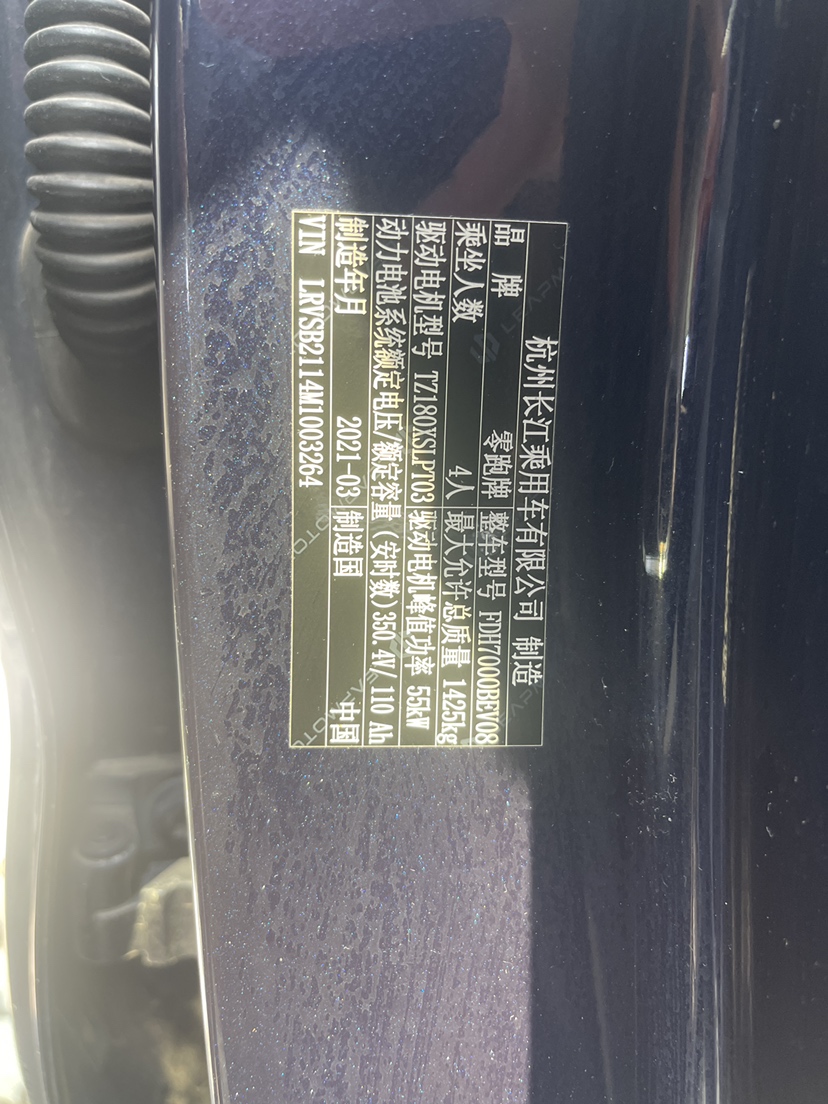 杭州长江乘用车有限公司 制造
品牌 零跑牌 整车型号 FDH7000BEV08
乘坐人数 4人 最大允许总质量 1425kg
驱动电机型号 TZ180XSLPT03 驱动电机峰值功率 55kW
动力电池系统额定电压/额定容量(安时数) 350.4V/110 Ah
制造年月 2021-03 制造国 中国
VIN LRVSB2114M1003264
LEAPMOTOR